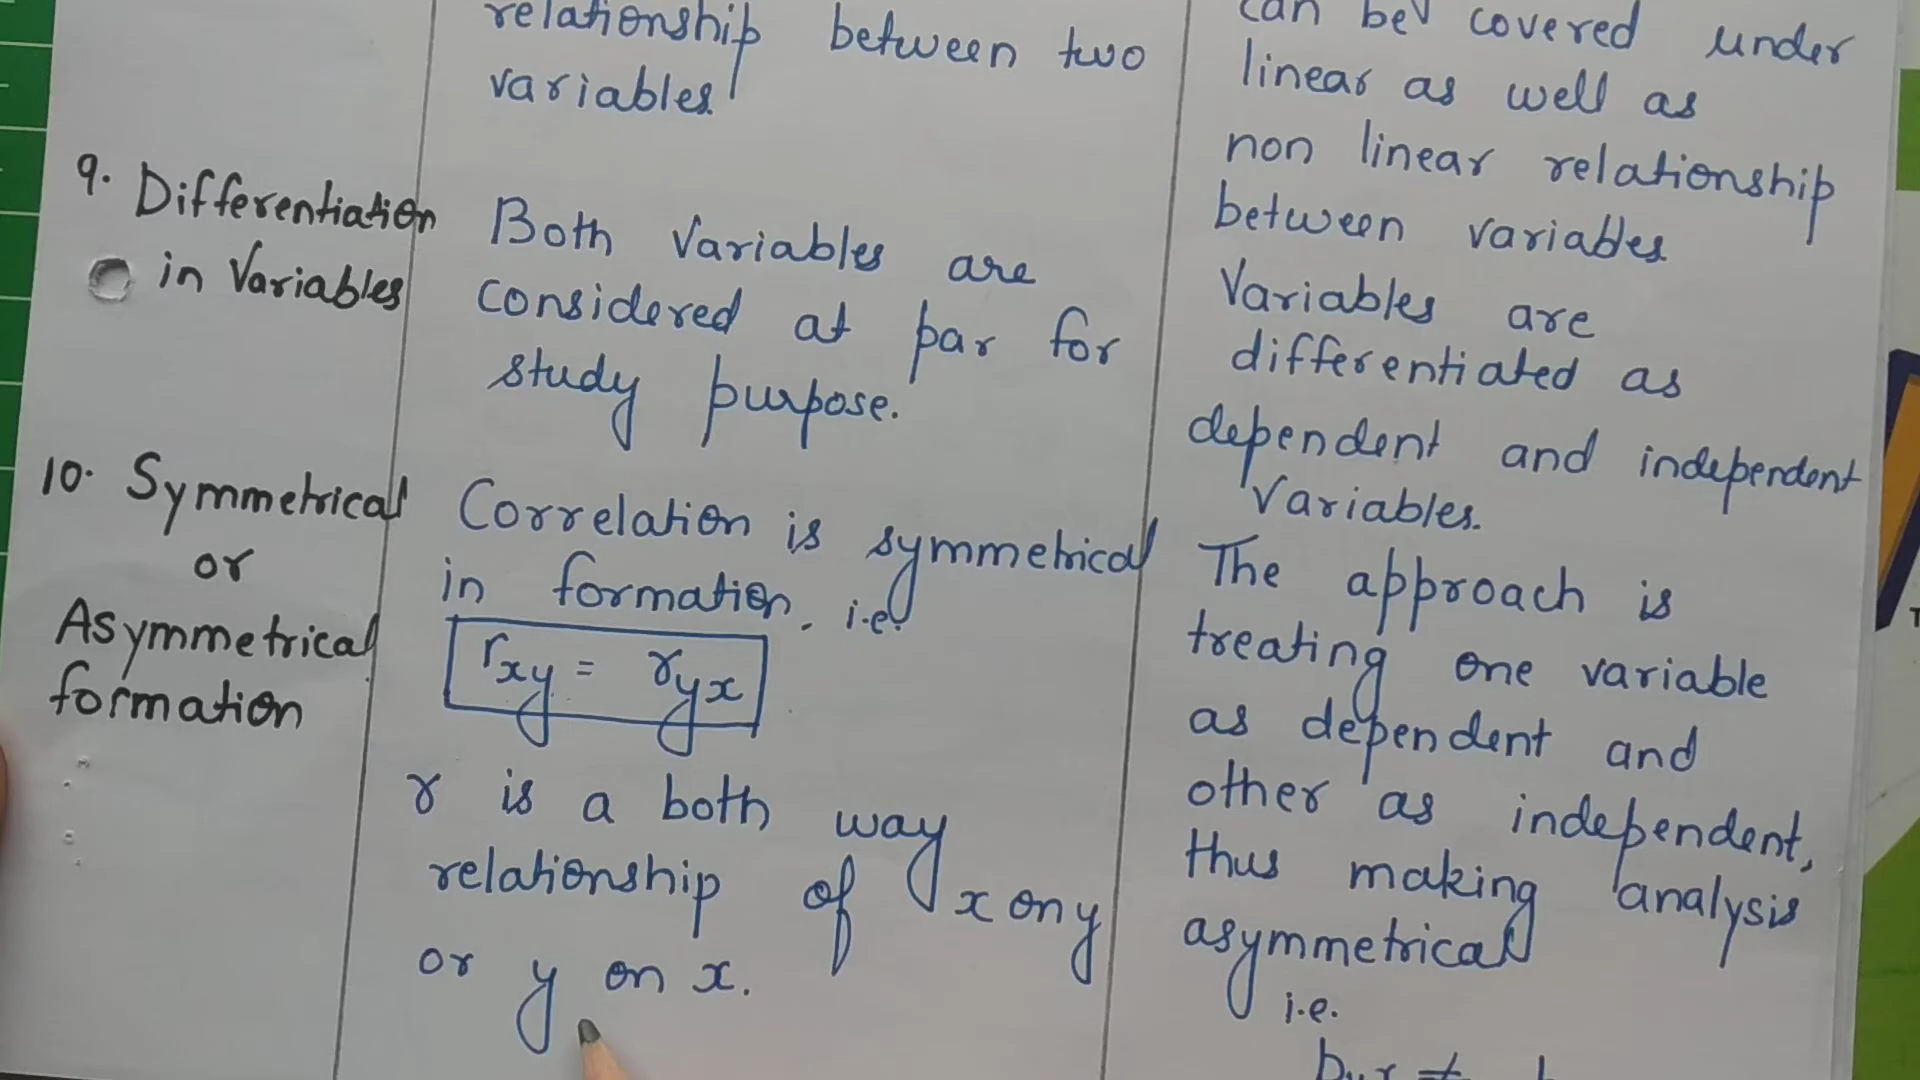 relationship between two
variables.
can be covered under
linear as well as
non linear relationship
between variables.
9. Differentiation
in Variables
Both Variables are
considered at par for
study purpose.
Variables are
differentiated as
dependent and independent
Variables.
10. Symmetrical
or
Asymmetrical
formation
Correlation is symmetrical
in formation, i.e.
rxy = ryx
r is a both way
relationship of x on y
or y on x.
The approach is
treating one variable
as dependent and
other as independent,
thus making analysis
asymmetrical
i.e.